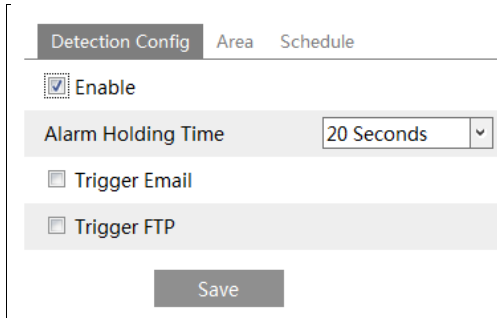 Detection Config Area Schedule
Enable
Alarm Holding Time 20 Seconds
Trigger Email
Trigger FTP
Save